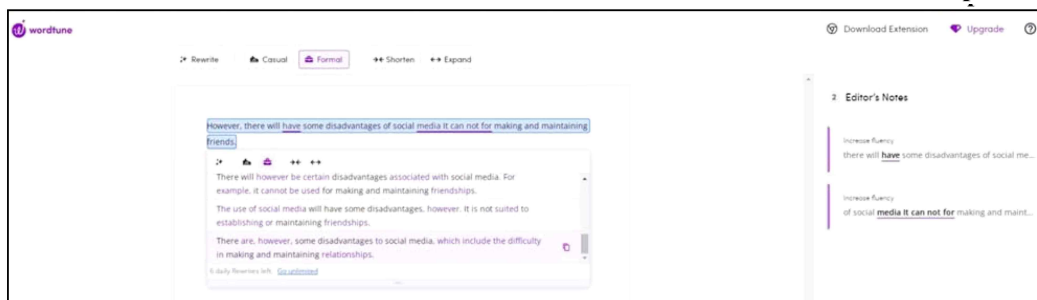 wordtune
Download Extension
Upgrade
Rewrite
Casual
Formal
Shorten
Expand
2 Editor's Notes
However, there will have some disadvantages of social media It can not for making and maintaining
friends.
Increase fluency
there will have some disadvantages of social me...
There will however be certain disadvantages associated with social media. For
example, it cannot be used for making and maintaining friendships.
The use of social media will have some disadvantages, however. It is not suited to
establishing or maintaining friendships.
Increase fluency
of social media It can not for making and maint...
There are, however, some disadvantages to social media, which include the difficulty
in making and maintaining relationships.
6 daily Rewrites left. Go unlimited